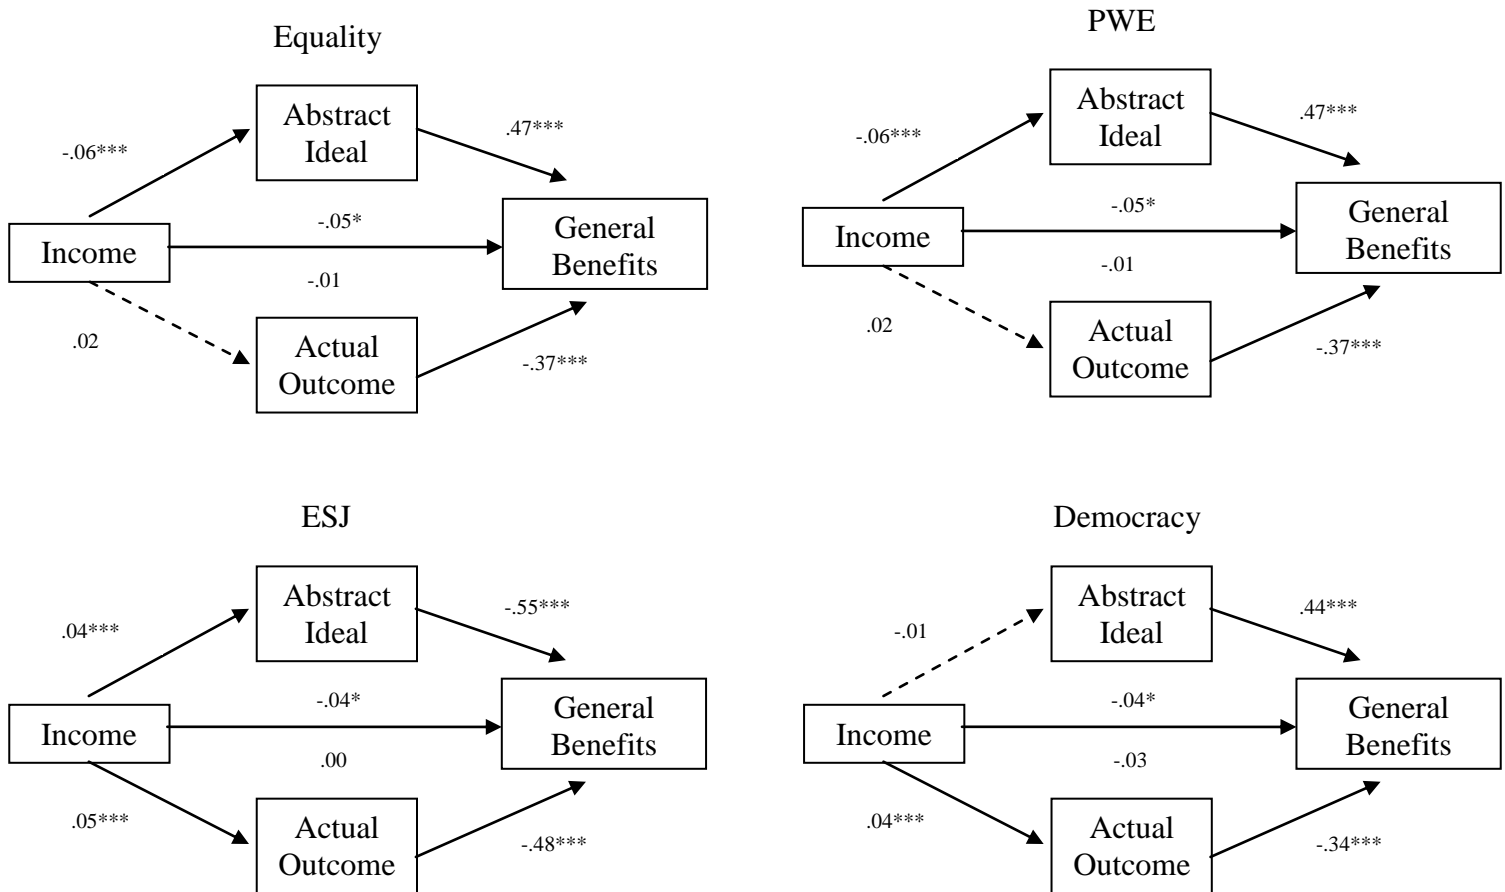 Equality
Abstract
Ideal
-.06***
.47***
Income
-.05*
-.01
General
Benefits
.02
Actual
Outcome
-.37***
PWE
Abstract
Ideal
-.06***
.47***
Income
-.05*
-.01
General
Benefits
.02
Actual
Outcome
-.37***
ESJ
Abstract
Ideal
.04***
-.55***
Income
-.04*
.00
General
Benefits
.05***
Actual
Outcome
-.48***
Democracy
Abstract
Ideal
-.01
.44***
Income
-.04*
-.03
General
Benefits
.04***
Actual
Outcome
-.34***